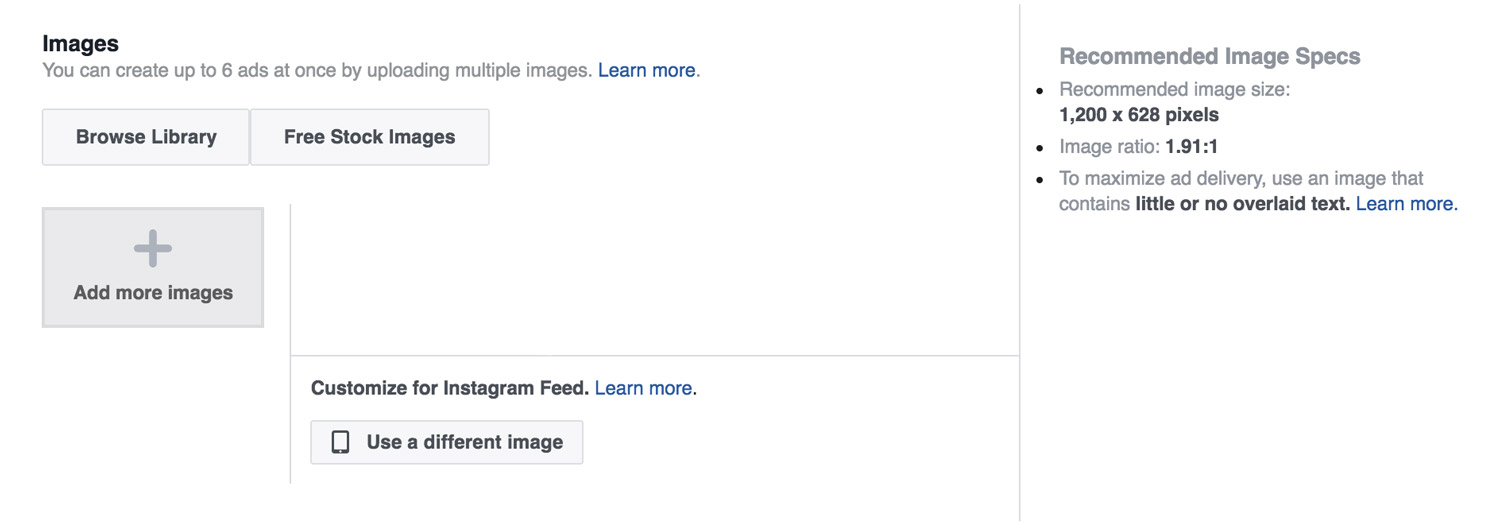 Images
You can create up to 6 ads at once by uploading multiple images. Learn more.
Browse Library
Free Stock Images
Add more images
Customize for Instagram Feed. Learn more.
Use a different image
Recommended Image Specs
Recommended image size:
1,200 x 628 pixels
Image ratio: 1.91:1
To maximize ad delivery, use an image that
contains little or no overlaid text. Learn more.